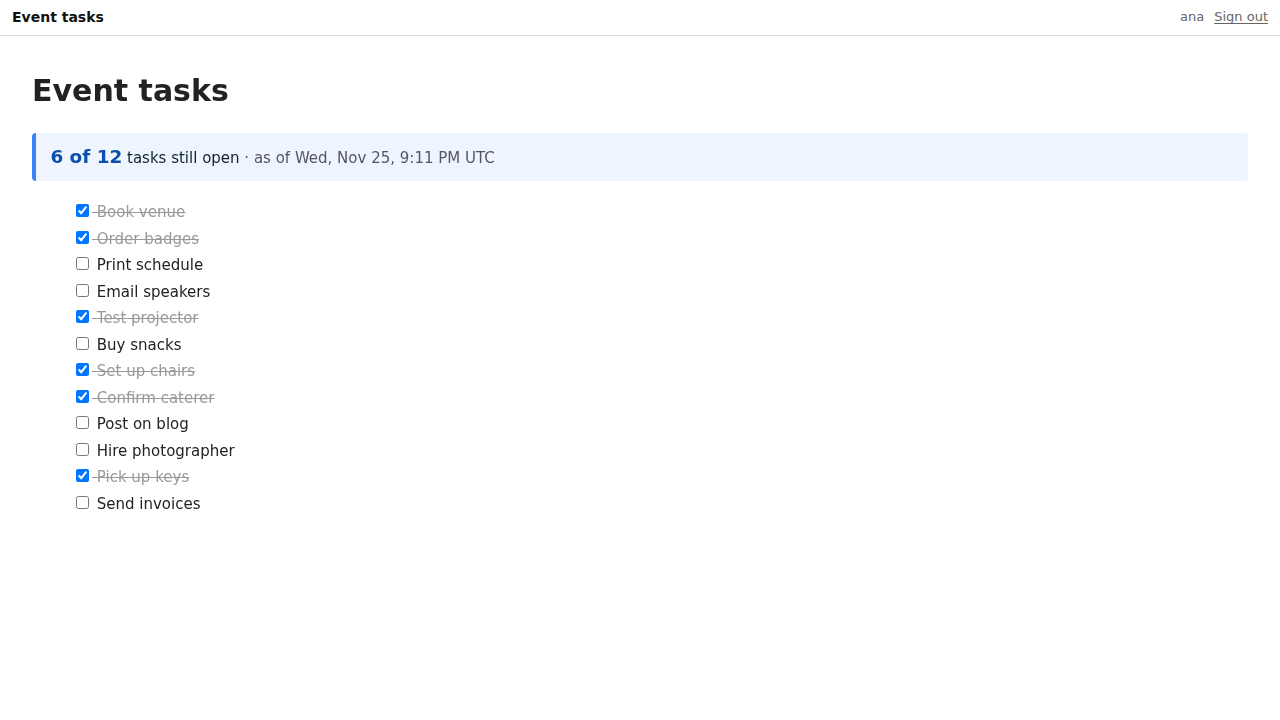 Event tasks
ana Sign out
Event tasks
6 of 12 tasks still open · as of Wed, Nov 25, 9:11 PM UTC
Book venue
Order badges
Print schedule
Email speakers
Test projector
Buy snacks
Set up chairs
Confirm caterer
Post on blog
Hire photographer
Pick up keys
Send invoices